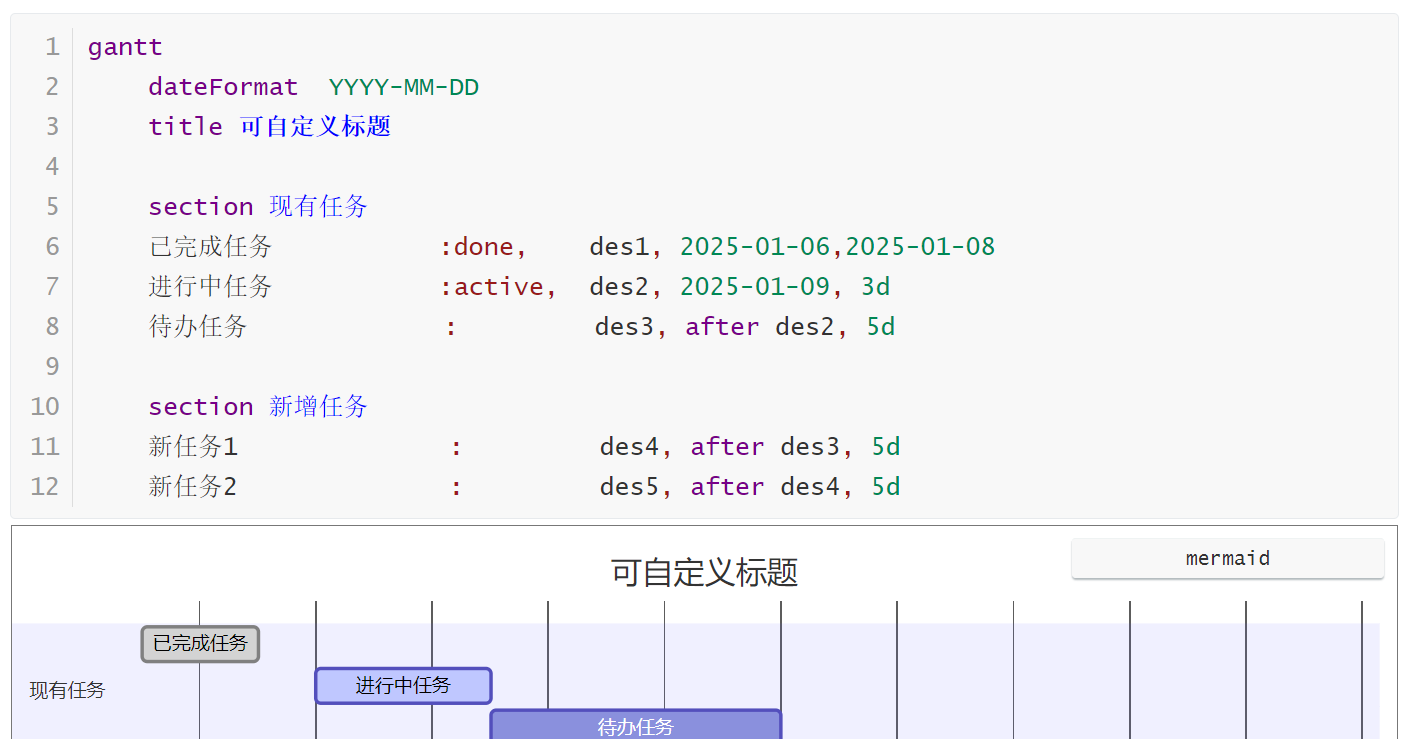 1 gantt
2 dateFormat  YYYY-MM-DD
3 title 可自定义标题
4
5 section 现有任务
6 已完成任务           :done,    des1, 2025-01-06,2025-01-08
7 进行中任务           :active,  des2, 2025-01-09, 3d
8 待办任务             :         des3, after des2, 5d
9
10 section 新增任务
11 新任务1              :         des4, after des3, 5d
12 新任务2              :         des5, after des4, 5d
可自定义标题
mermaid
已完成任务
进行中任务
现有任务
待办任务